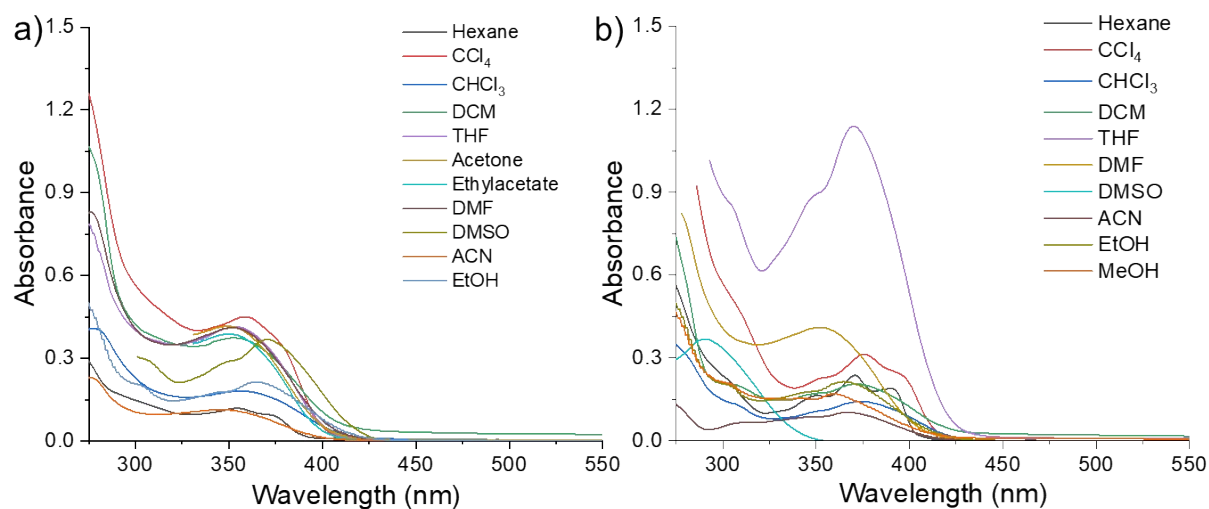 a)
1.5
1.2
0.9
0.6
0.3
0.0
Absorbance
300
350
400
450
500
550
Wavelength (nm)
Hexane
CCl4
CHCl3
DCM
THF
Acetone
Ethylacetate
DMF
DMSO
ACN
EtOH
b)
1.5
1.2
0.9
0.6
0.3
0.0
Absorbance
300
350
400
450
500
550
Wavelength (nm)
Hexane
CCl4
CHCl3
DCM
THF
DMF
DMSO
ACN
EtOH
MeOH